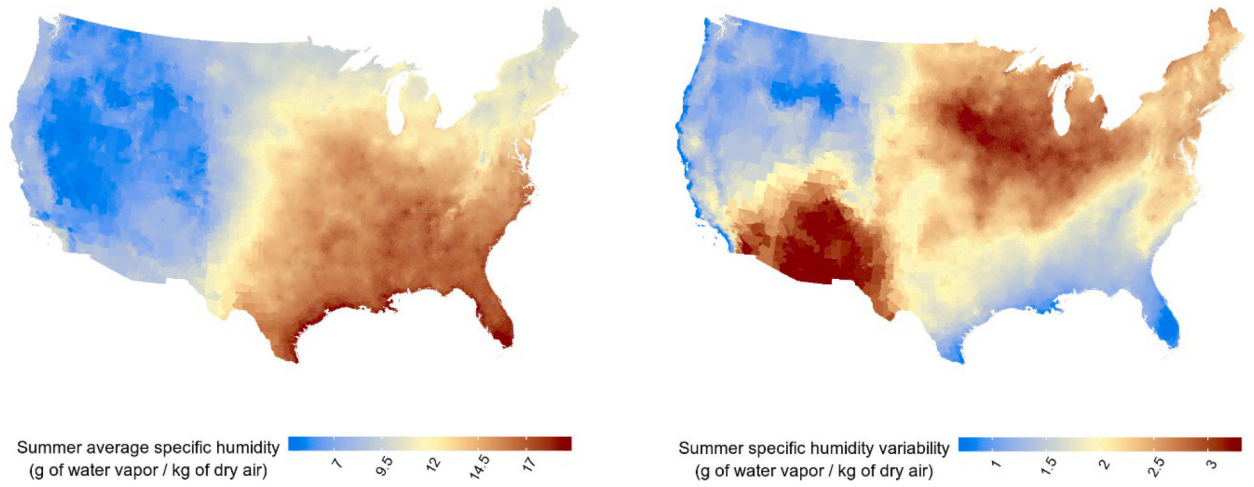 Summer average specific humidity
(g of water vapor / kg of dry air)
7
9.5
12
14.5
17
Summer specific humidity variability
(g of water vapor / kg of dry air)
1
1.5
2
2.5
3